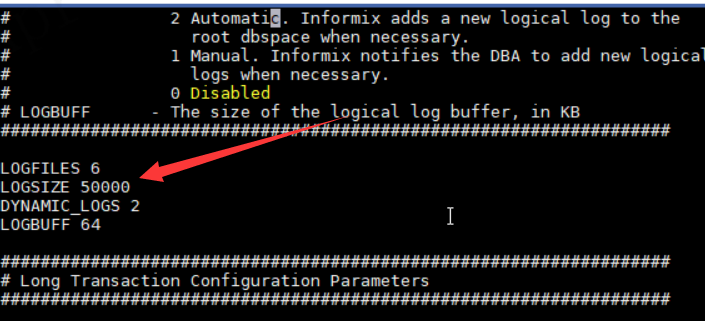 #                2 Automatic. Informix adds a new logical log to the
#                  root dbspace when necessary.
#                1 Manual. Informix notifies the DBA to add new logical
#                  logs when necessary.
#                0 Disabled
# LOGBUFF      - The size of the logical log buffer, in KB
###################################################################
LOGFILES 6
LOGSIZE 50000
DYNAMIC_LOGS 2
LOGBUFF 64
###################################################################
# Long Transaction Configuration Parameters
###################################################################